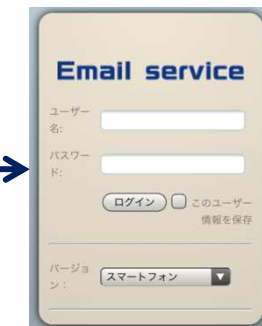 Email service
ユーザー
名:
パスワー
ド:
ログイン このユーザー
情報を保存
バージョ
ン： スマートフォン